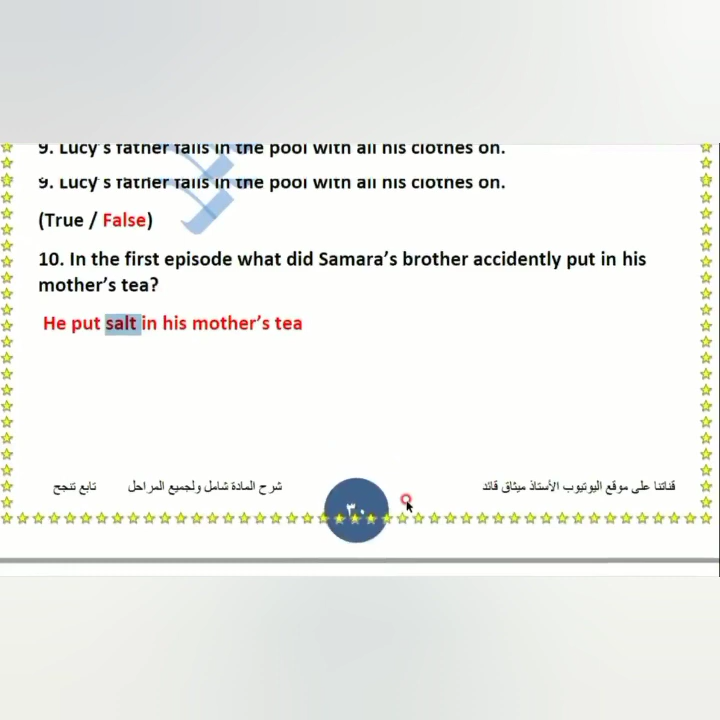 9. Lucy's father falls in the pool with all his clothes on.
9. Lucy's father falls in the pool with all his clothes on.
(True / False)
10. In the first episode what did Samara's brother accidently put in his
mother's tea?
He put salt in his mother's tea
قناتنا على موقع اليوتيوب الأستاذ ميثاق قائد شرح المادة شامل ولجميع المراحل تابع تنجح
٣٠